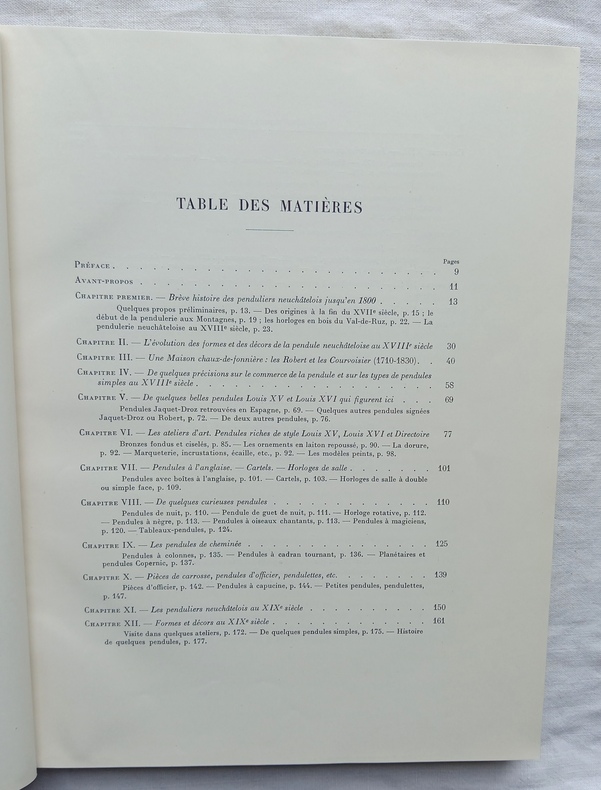 TABLE DES MATIÈRES
Pages
PRÉFACE . . . . . . . . . . . . . . . . . . . . . . . . . 9
AVANT-PROPOS . . . . . . . . . . . . . . . . . . . . . . . 11
CHAPITRE PREMIER. — Brève histoire des penduliers neuchâtelois jusqu'en 1800 . . . . . 13
Quelques propos préliminaires, p. 13. — Des origines à la fin du XVIIe siècle, p. 15 ; le
début de la pendulerie aux Montagnes, p. 19 ; les horloges en bois du Val-de-Ruz, p. 22. — La
pendulerie neuchâteloise au XVIIIe siècle, p. 23.
CHAPITRE II. — L'évolution des formes et des décors de la pendule neuchâteloise au XVIIIe siècle 30
CHAPITRE III. — Une Maison chaux-de-fonnière : les Robert et les Courvoisier (1710-1830). . 40
CHAPITRE IV. — De quelques précisions sur le commerce de la pendule et sur les types de pendules
simples au XVIIIe siècle . . . . . . . . . . . . . . . . . . 58
CHAPITRE V. — De quelques belles pendules Louis XV et Louis XVI qui figurent ici . . . 69
Pendules Jaquet-Droz retrouvées en Espagne, p. 69. — Quelques autres pendules signées
Jaquet-Droz ou Robert, p. 72. — De deux autres pendules, p. 76.
CHAPITRE VI. — Les ateliers d'art. Pendules riches de style Louis XV, Louis XVI et Directoire 77
Bronzes fondus et ciselés, p. 85. — Les ornements en laiton repoussé, p. 90. — La dorure,
p. 92. — Marqueterie, incrustations, écaille, etc., p. 92. — Les modèles peints, p. 98.
CHAPITRE VII. — Pendules à l'anglaise. — Cartels. — Horloges de salle . . . . . . . 101
Pendules avec boîtes à l'anglaise, p. 101. — Cartels, p. 103. — Horloges de salle à double
ou simple face, p. 109.
CHAPITRE VIII. — De quelques curieuses pendules . . . . . . . . . . . . . 110
Pendules de nuit, p. 110. — Pendule de guet de nuit, p. 111. — Horloge rotative, p. 112.
— Pendules à nègre, p. 113. — Pendules à oiseaux chantants, p. 113. — Pendules à magiciens,
p. 120. — Tableaux-pendules, p. 124.
CHAPITRE IX. — Les pendules de cheminée . . . . . . . . . . . . . . . 125
Pendules à colonnes, p. 135. — Pendules à cadran tournant, p. 136. — Planétaires et
pendules Copernic, p. 137.
CHAPITRE X. — Pièces de carrosse, pendules d'officier, pendulettes, etc. . . . . . . . 139
Pièces d'officier, p. 142. — Pendules à capucine, p. 144. — Petites pendules, pendulettes,
p. 147.
CHAPITRE XI. — Les penduliers neuchâtelois au XIXe siècle . . . . . . . . . . 150
CHAPITRE XII. — Formes et décors au XIXe siècle . . . . . . . . . . . . . 161
Visite dans quelques ateliers, p. 172. — De quelques pendules simples, p. 175. — Histoire
de quelques pendules, p. 177.